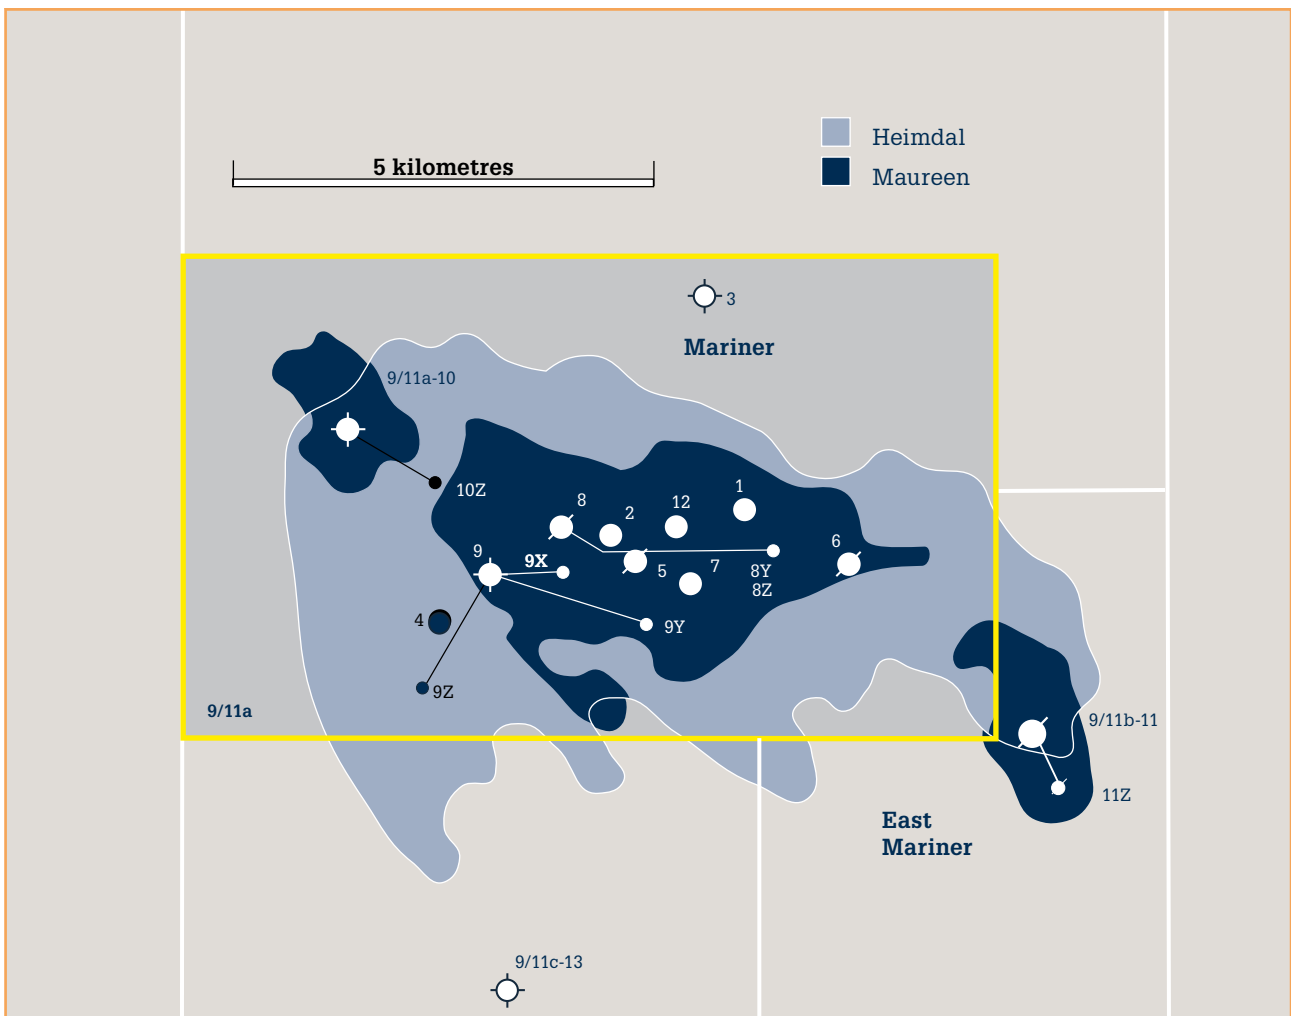 5 kilometres
Heimdal
Maureen
3
Mariner
9/11a-10
10Z
8
2
12
1
9
9X
5
7
8Y
8Z
6
4
9Y
9Z
9/11a
9/11b-11
11Z
East
Mariner
9/11c-13